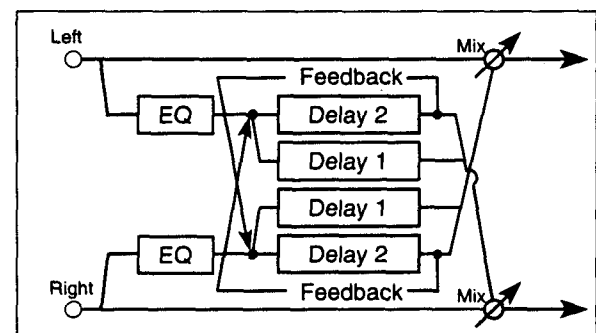 Left
Mix
Feedback
EQ
Delay 2
Delay 1
Delay 1
EQ
Delay 2
Right
Feedback
Mix